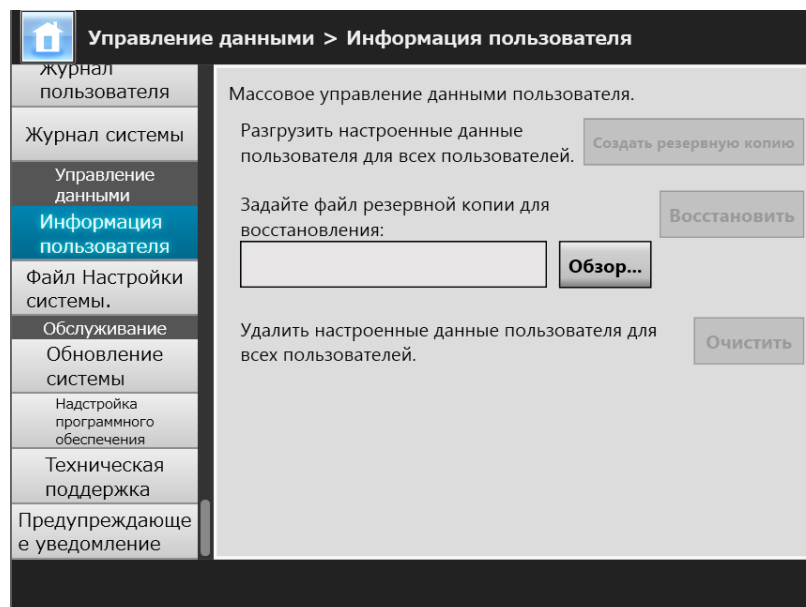 Управление данными > Информация пользователя
Журнал
пользователя
Журнал системы
Управление
данными
Информация
пользователя
Файл Настройки
системы.
Обслуживание
Обновление
системы
Надстройка
программного
обеспечения
Техническая
поддержка
Предупреждающе
е уведомление
Массовое управление данными пользователя.
Разгрузить настроенные данные
пользователя для всех пользователей.
Создать резервную копию
Задайте файл резервной копии для
восстановления:
Восстановить
Обзор...
Удалить настроенные данные пользователя для
всех пользователей.
Очистить